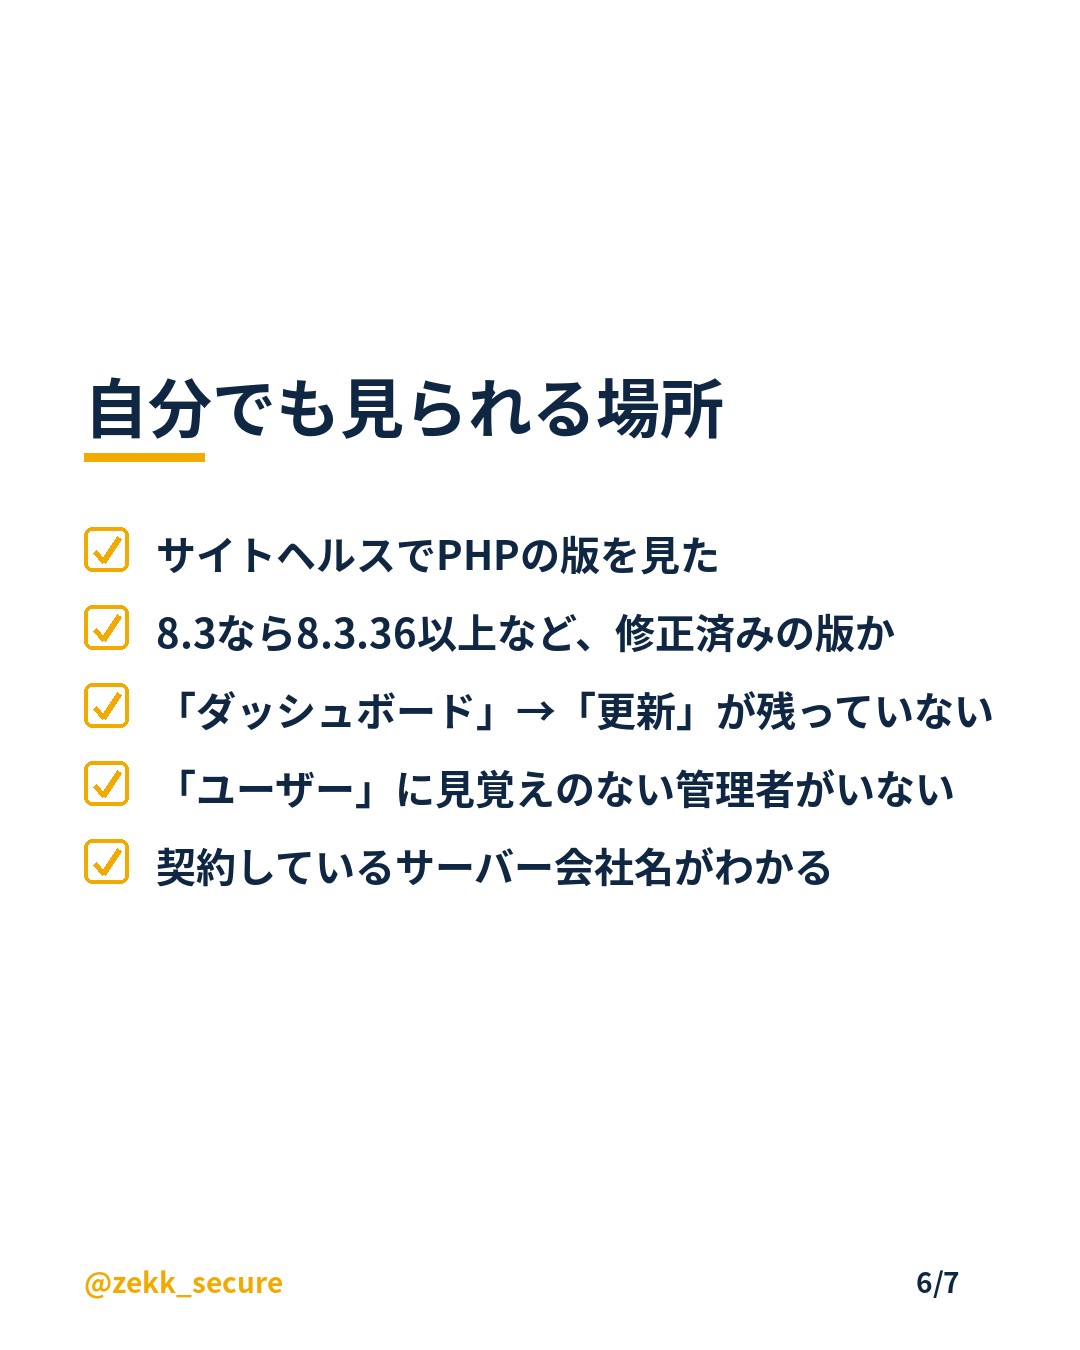 自分でも見られる場所
サイトヘルスでPHPの版を見た
8.3なら8.3.36以上など、修正済みの版か
「ダッシュボード」→「更新」が残っていない
「ユーザー」に見覚えのない管理者がいない
契約しているサーバー会社名がわかる
@zekk_secure
6/7